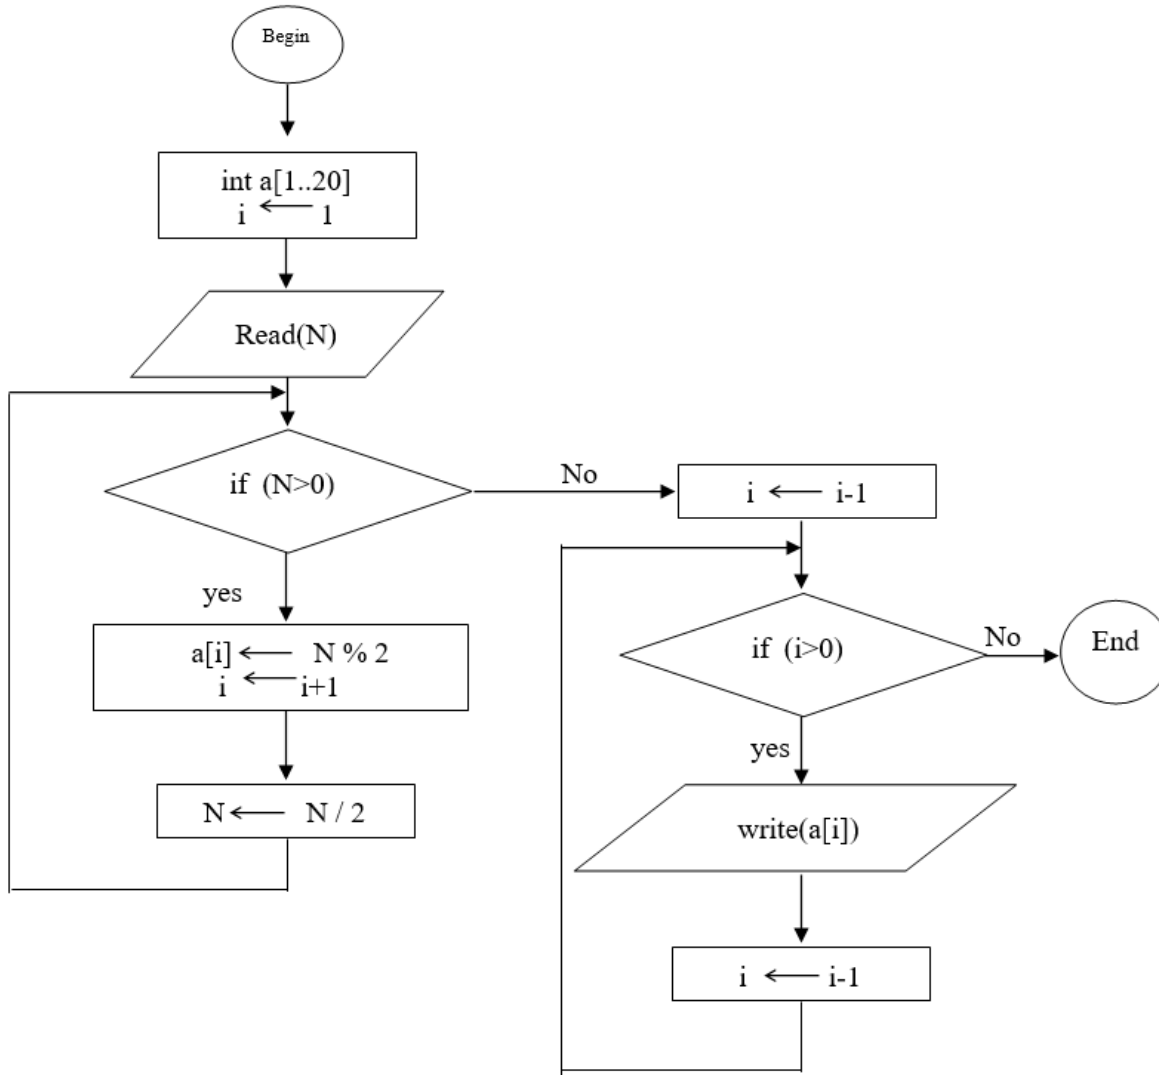 Begin
int a[1..20]
i ← 1
Read(N)
if (N>0)
No
i ← i-1
yes
a[i] ← N % 2
i ← i+1
N ← N / 2
if (i>0)
No
End
yes
write(a[i])
i ← i-1